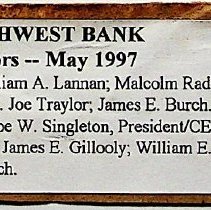 HWEST BANK
ors -- May 1997
iam A. Lannan; Malcolm Rad
. Joe Traylor; James E. Burch.
be W. Singleton, President/CE
James E. Gillooly; William E.
ch.